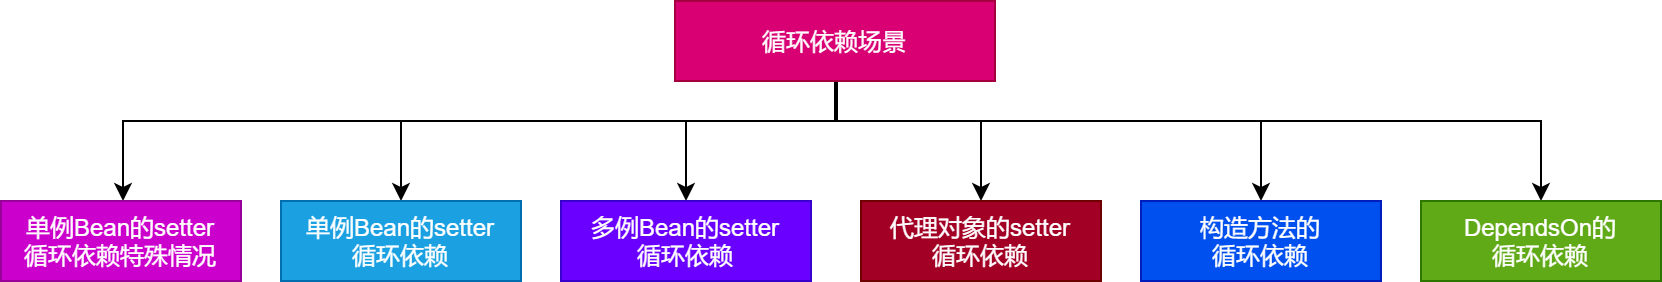 循环依赖场景
单例Bean的setter
循环依赖特殊情况
单例Bean的setter
循环依赖
多例Bean的setter
循环依赖
代理对象的setter
循环依赖
构造方法的
循环依赖
DependsOn的
循环依赖